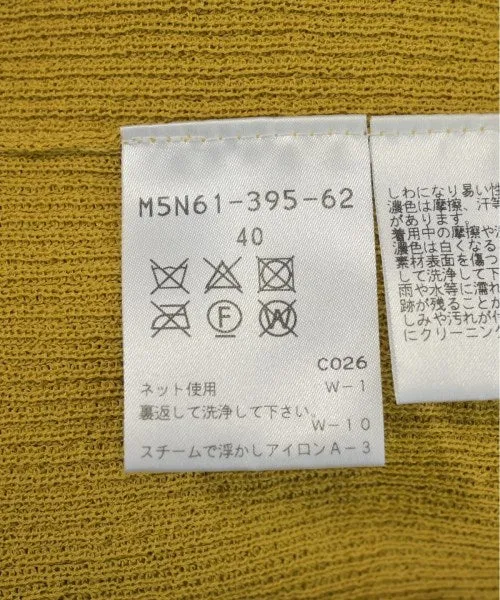 M5N61-395-62
40
F W
C026
ネット使用 W-1
裏返して洗浄して下さい。
W-10
スチームで浮かしアイロンA-3
しわになり易い性
濃色は摩擦、汗等
があります。
着用中の摩擦や洗
濃色は白くなる
素材表面を傷つ
して洗浄して下
雨や水等に濡れ
跡が残ることか
しみや汚れが付
にクリーニング